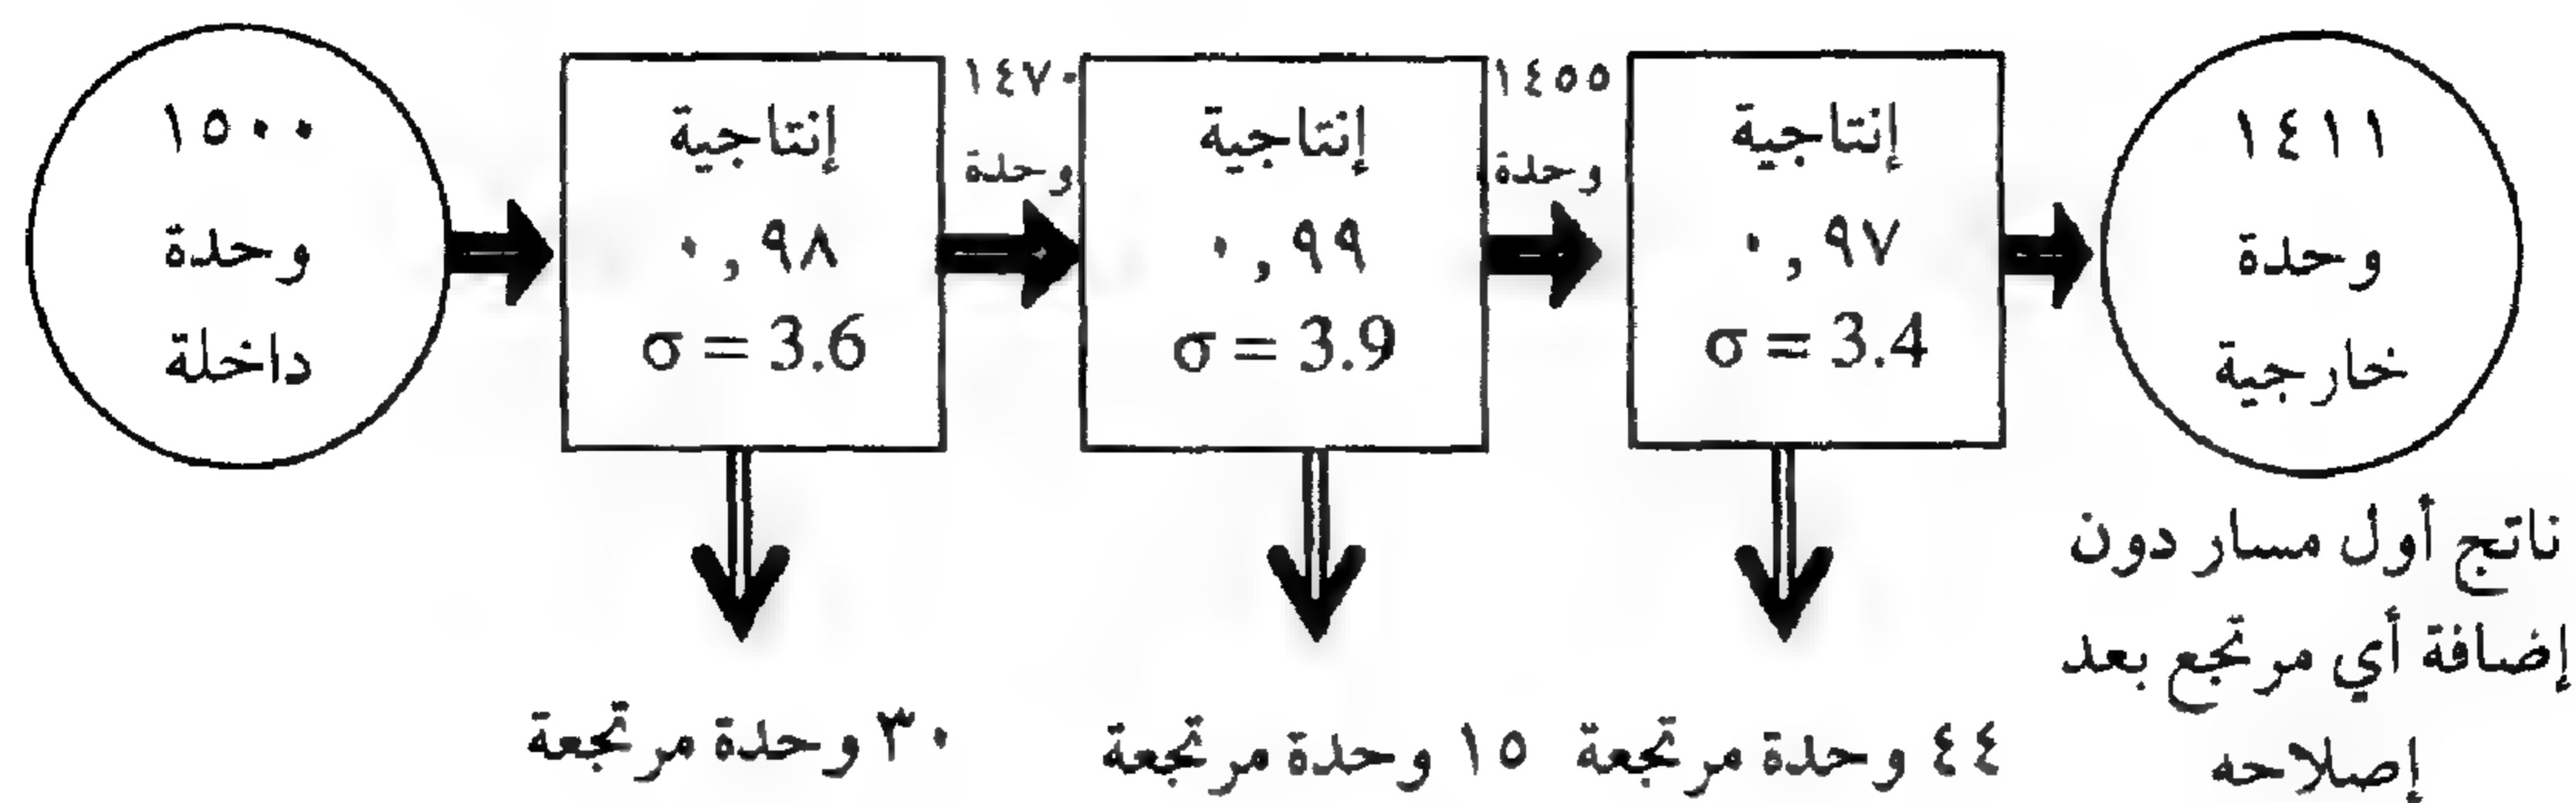 ١٥٠٠
وحدة
داخلة
إنتاجية
٠,٩٨
σ = 3.6
١٤٧٠
وحدة
إنتاجية
٠,٩٩
σ = 3.9
١٤٥٥
وحدة
إنتاجية
٠,٩٧
σ = 3.4
١٤١١
وحدة
خارجية
٣٠ وحدة مرتجعة
١٥ وحدة مرتجعة
٤٤ وحدة مرتجعة
ناتج أول مسار دون
إضافة أي مرتجع بعد
إصلاحه